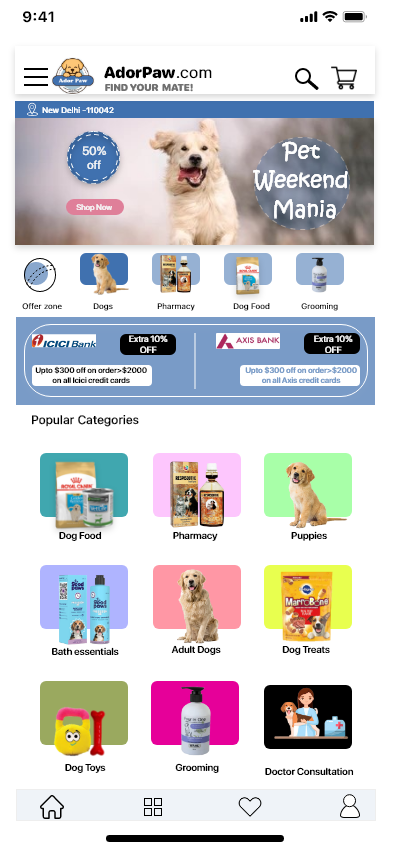 9:41
Ador Paw
AdorPaw.com
FIND YOUR MATE!
New Delhi -110042
50%
off
Shop Now
Pet
Weekend
Mania
Offer zone
Dogs
Pharmacy
Dog Food
Grooming
ICICI Bank
Extra 10%
OFF
AXIS BANK
Extra 10%
OFF
Upto $300 off on order>$2000
on all Icici credit cards
Upto $300 off on order>$2000
on all Axis credit cards
Popular Categories
ROYAL CANIN
Dog Food
Pharmacy
Puppies
Bath essentials
Adult Dogs
MarroBone
Dog Treats
Dog Toys
Grooming
Doctor Consultation